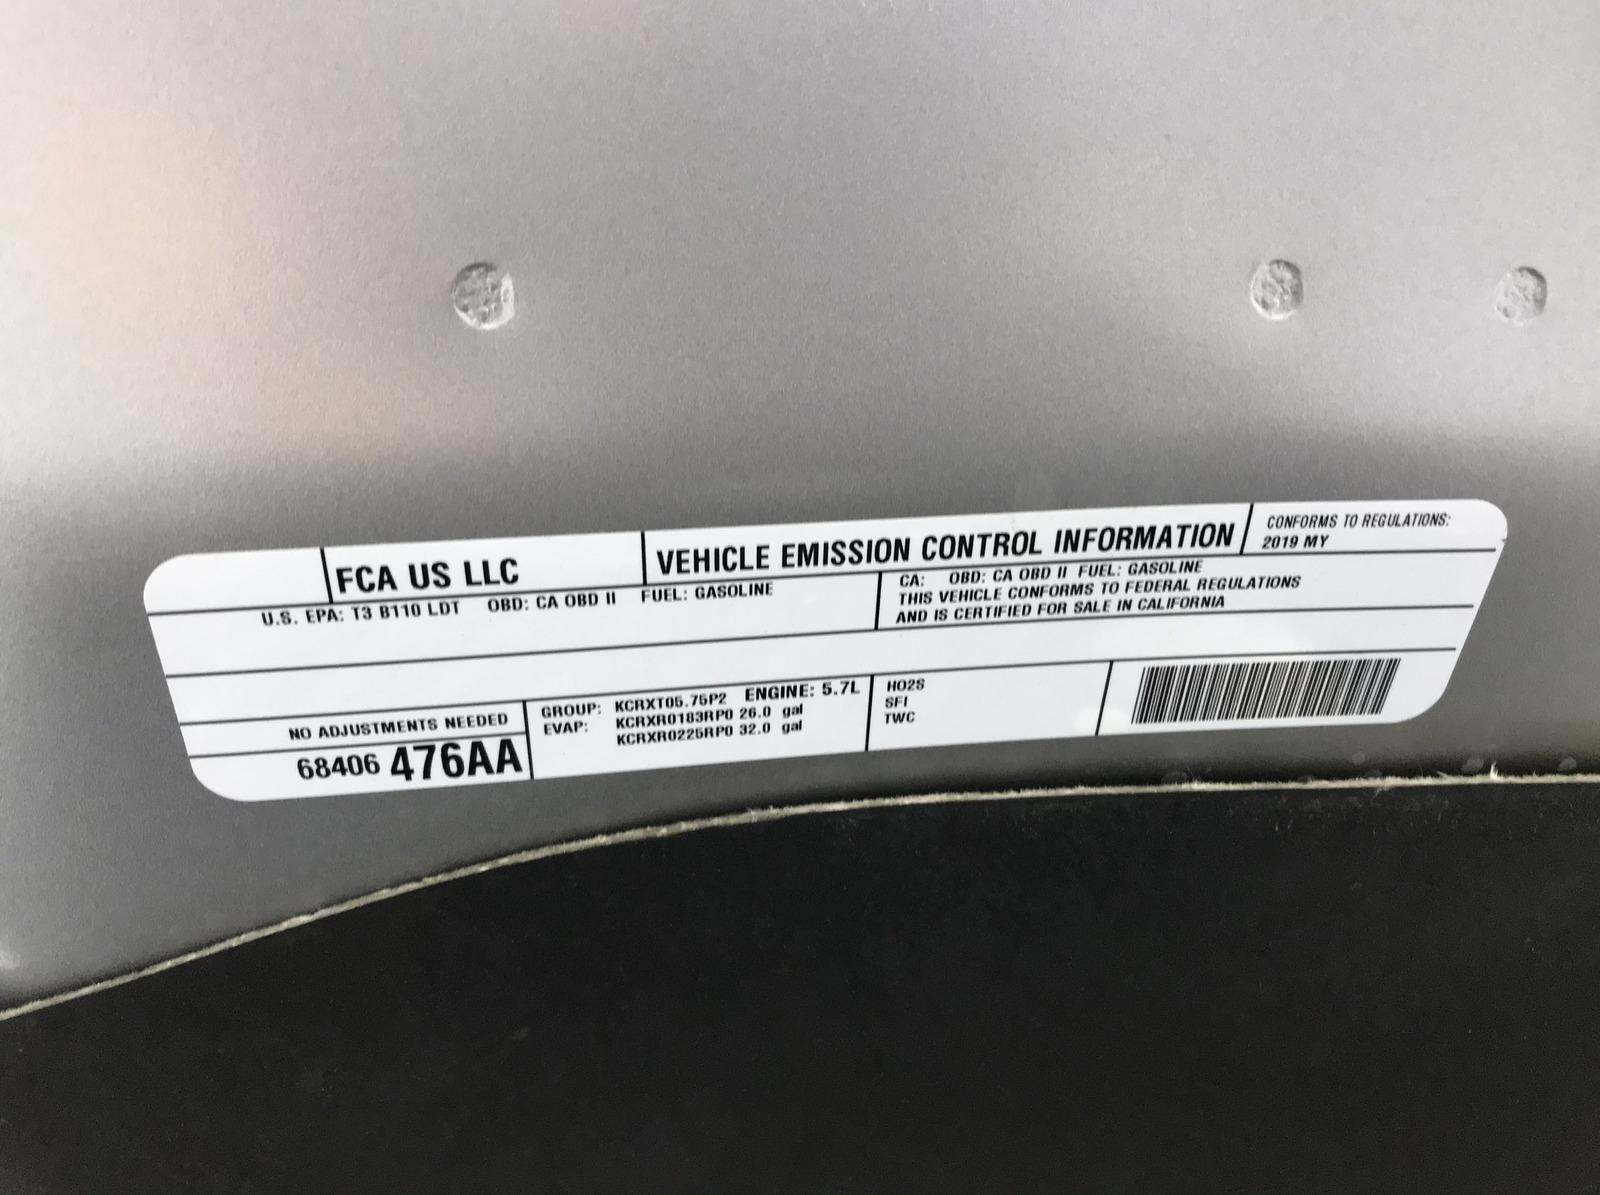 FCA US LLC
VEHICLE EMISSION CONTROL INFORMATION
CONFORMS TO REGULATIONS:
2019 MY
U.S. EPA: T3 B110 LDT OBD: CA OBD II FUEL: GASOLINE
CA: OBD: CA OBD II FUEL: GASOLINE
THIS VEHICLE CONFORMS TO FEDERAL REGULATIONS
AND IS CERTIFIED FOR SALE IN CALIFORNIA
NO ADJUSTMENTS NEEDED
68406 476AA
GROUP: KCRXT05.75P2 ENGINE: 5.7L
EVAP: KCRXR0183RP0 26.0 gal
KCRXR0225RP0 32.0 gal
HO2S
SFI
TWC